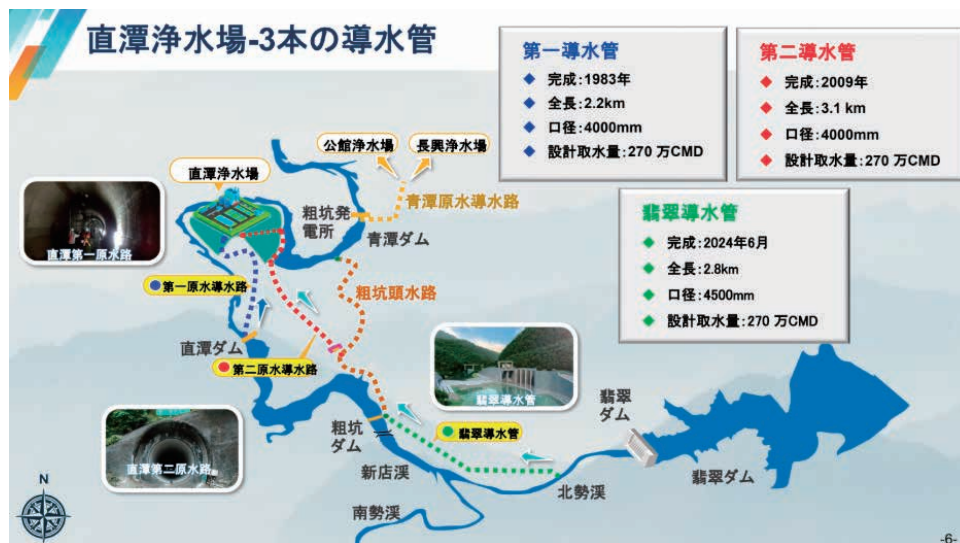 直潭浄水場-3本の導水管
第一導水管
◆ 完成:1983年
◆ 全長:2.2km
◆ 口径:4000mm
◆ 設計取水量:270 万CMD
第二導水管
◆ 完成:2009年
◆ 全長:3.1 km
◆ 口径:4000mm
◆ 設計取水量:270 万CMD
翡翠導水管
◆ 完成:2024年6月
◆ 全長:2.8km
◆ 口径:4500mm
◆ 設計取水量:270 万CMD
公館浄水場
長興浄水場
直潭浄水場
青潭原水導水路
粗坑発
電所
青潭ダム
直潭第一原水路
第一原水導水路
粗坑頭水路
直潭ダム
第二原水導水路
翡翠導水管
直潭第二原水路
粗坑
ダム
翡翠導水管
翡翠
ダム
翡翠ダム
新店渓
北勢渓
南勢渓
N
-6-